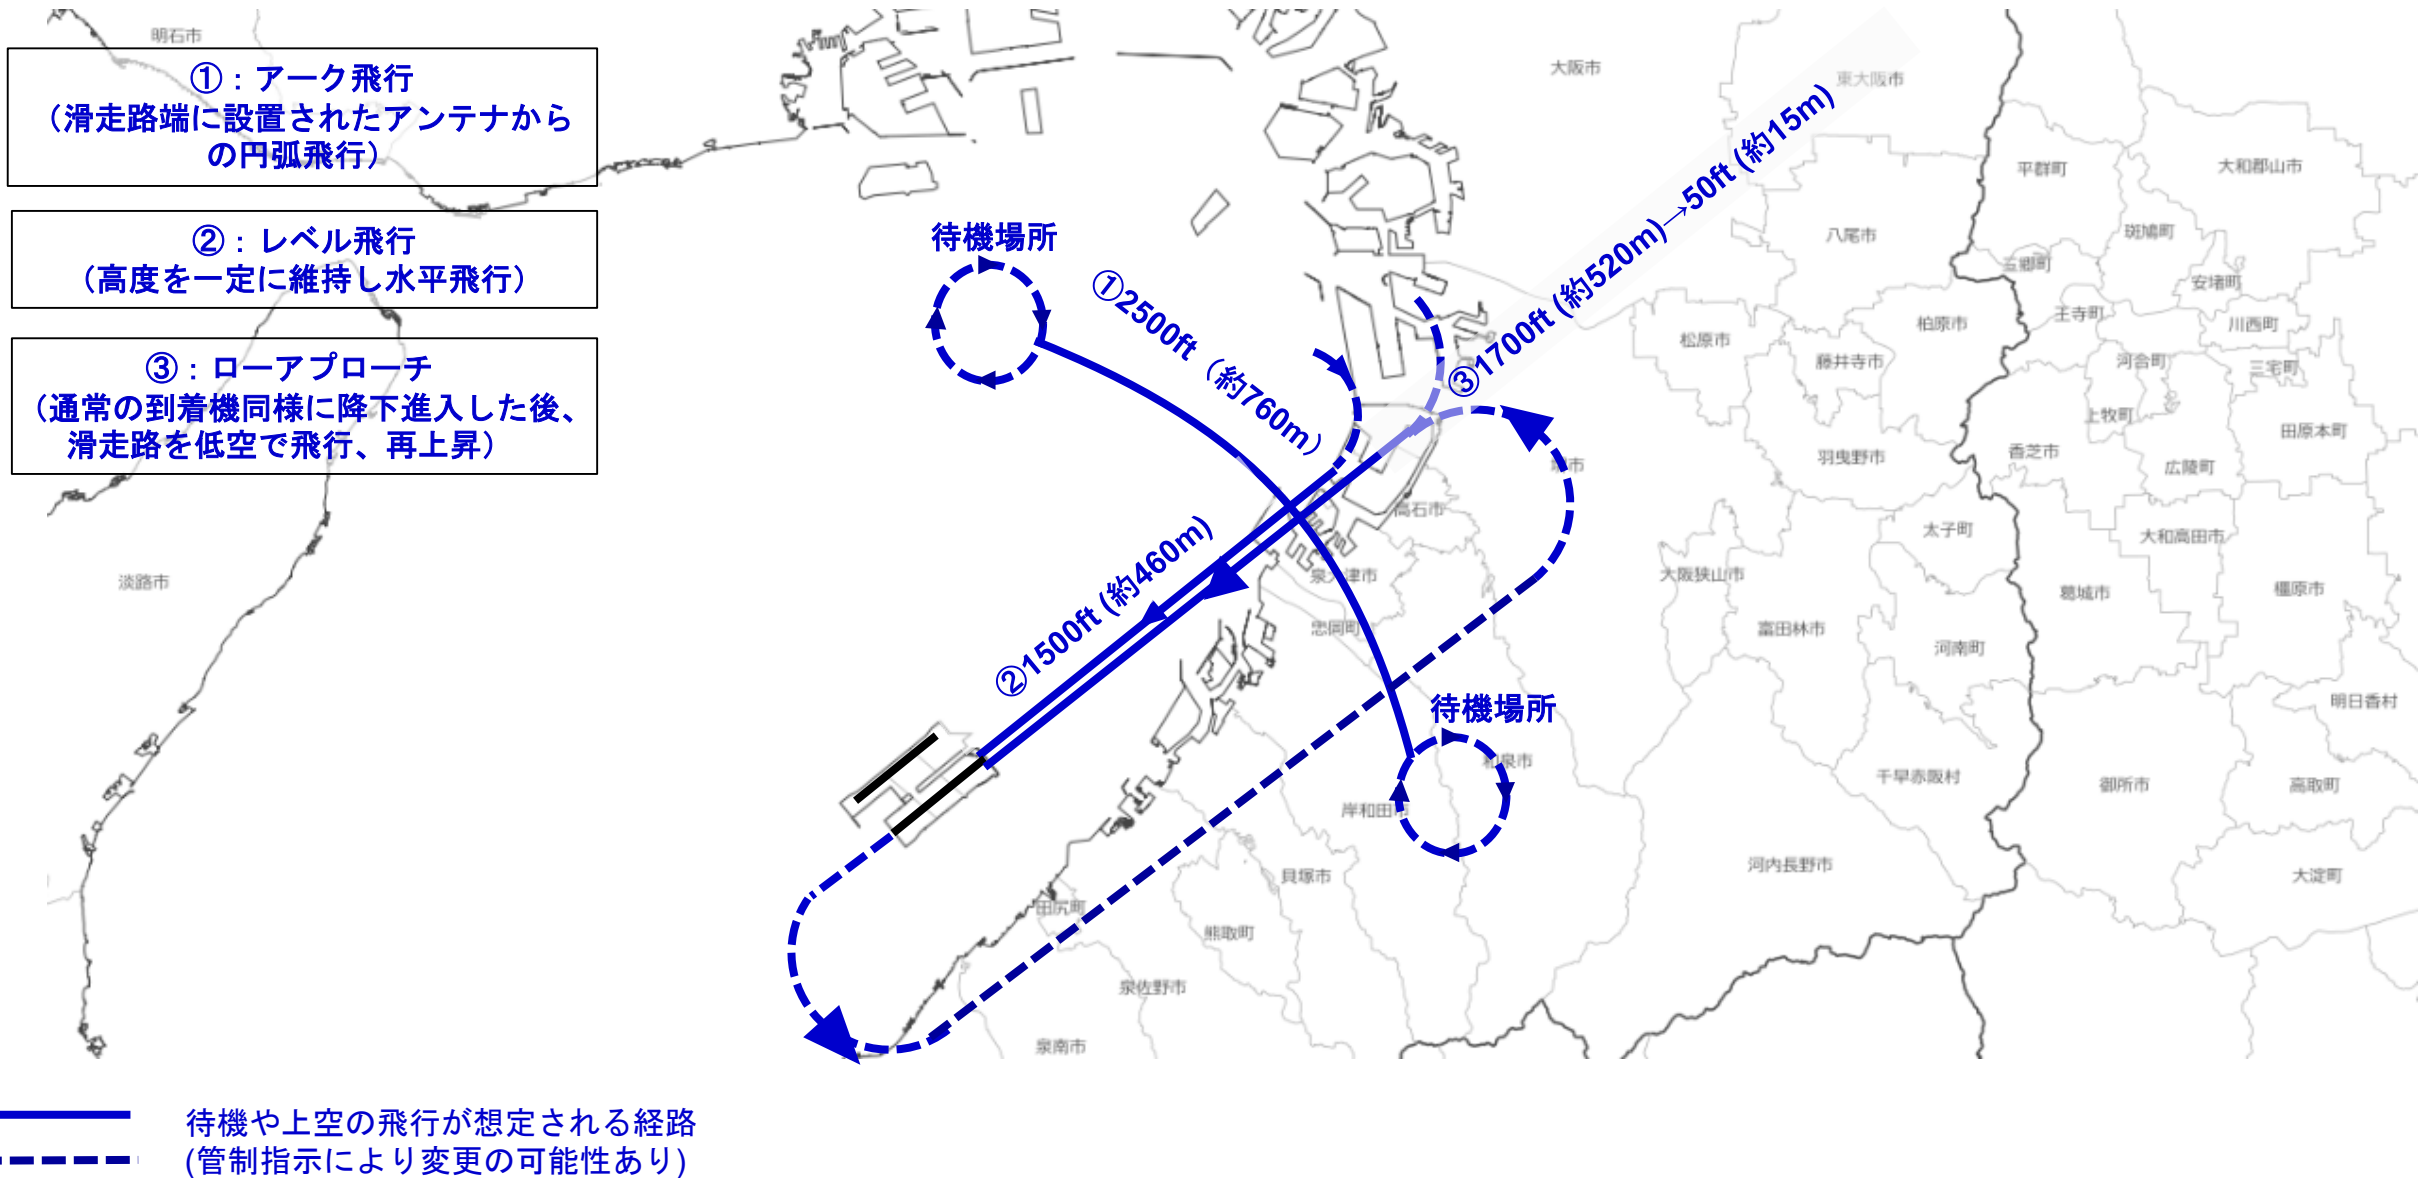 明石市
①：アーク飛行
（滑走路端に設置されたアンテナから
の円弧飛行）
②：レベル飛行
（高度を一定に維持し水平飛行）
③：ローアプローチ
（通常の到着機同様に降下進入した後、
滑走路を低空で飛行、再上昇）
待機場所
①2500ft（約760m）
②1500ft (約460m)
③1700ft (約520m)→50ft (約15m)
待機場所
大阪市
東大阪市
平群町
大和郡山市
八尾市
斑鳩町
三郷町
安堵町
王寺町
川西町
柏原市
松原市
藤井寺市
河合町
三宅町
上牧町
田原本町
羽曳野市
香芝市
広陵町
堺市
高石市
太子町
大和高田市
泉大津市
大阪狭山市
葛城市
橿原市
淡路市
忠岡町
富田林市
河南町
明日香村
和泉市
千早赤阪村
御所市
高取町
岸和田市
河内長野市
大淀町
貝塚市
田尻町
熊取町
泉佐野市
泉南市
待機や上空の飛行が想定される経路
(管制指示により変更の可能性あり)